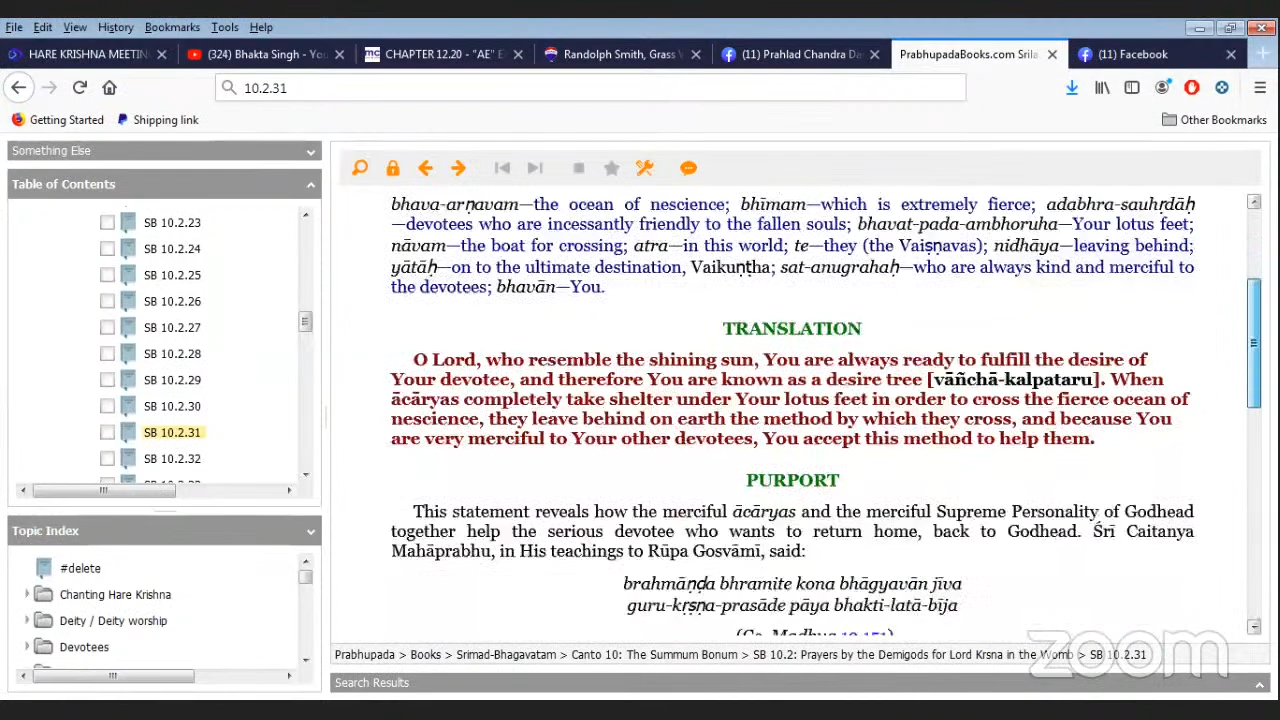 File Edit View History Bookmarks Tools Help
HARE KRISHNA MEETIN
(324) Bhakta Singh - Yo
CHAPTER 12.20 - "AE" E
Randolph Smith, Grass V
(11) Prahlad Chandra Da
PrabhupadaBooks.com Srila
(11) Facebook
10.2.31
Getting Started Shipping link Other Bookmarks
Something Else
Table of Contents
SB 10.2.23
SB 10.2.24
SB 10.2.25
SB 10.2.26
SB 10.2.27
SB 10.2.28
SB 10.2.29
SB 10.2.30
SB 10.2.31
SB 10.2.32
Topic Index
#delete
Chanting Hare Krishna
Deity / Deity worship
Devotees
bhava-arṇavam—the ocean of nescience; bhīmam—which is extremely fierce; adabhra-sauhṛdāḥ
—devotees who are incessantly friendly to the fallen souls; bhavat-pada-ambhoruha—Your lotus feet;
nāvam—the boat for crossing; atra—in this world; te—they (the Vaiṣṇavas); nidhāya—leaving behind;
yātāḥ—on to the ultimate destination, Vaikuṇṭha; sat-anugrahaḥ—who are always kind and merciful to
the devotees; bhavān—You.
TRANSLATION
O Lord, who resemble the shining sun, You are always ready to fulfill the desire of
Your devotee, and therefore You are known as a desire tree [vāñchā-kalpataru]. When
ācāryas completely take shelter under Your lotus feet in order to cross the fierce ocean of
nescience, they leave behind on earth the method by which they cross, and because You
are very merciful to Your other devotees, You accept this method to help them.
PURPORT
This statement reveals how the merciful ācāryas and the merciful Supreme Personality of Godhead
together help the serious devotee who wants to return home, back to Godhead. Śrī Caitanya
Mahāprabhu, in His teachings to Rūpa Gosvāmī, said:
brahmāṇḍa bhramite kona bhāgyavān jīva
guru-kṛṣṇa-prasāde pāya bhakti-latā-bīja
(Cc. Madhya 19.151)
Prabhupada > Books > Srimad-Bhagavatam > Canto 10: The Summum Bonum > SB 10.2: Prayers by the Demigods for Lord Krsna in the Womb > SB 10.2.31
Search Results
zoom